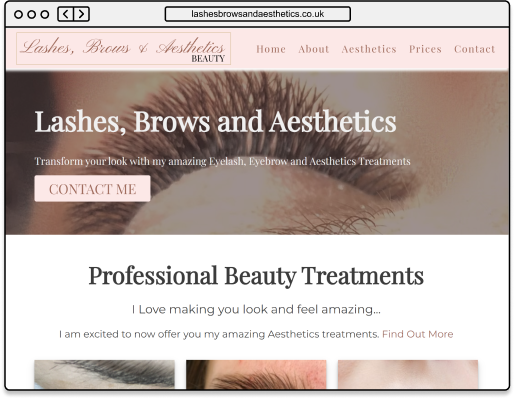 lashesbrowsandaesthetics.co.uk
Lashes, Brows & Aesthetics
BEAUTY
Home About Aesthetics Prices Contact
Lashes, Brows and Aesthetics
Transform your look with my amazing Eyelash, Eyebrow and Aesthetics Treatments
CONTACT ME
Professional Beauty Treatments
I Love making you look and feel amazing...
I am excited to now offer you my amazing Aesthetics treatments. Find Out More